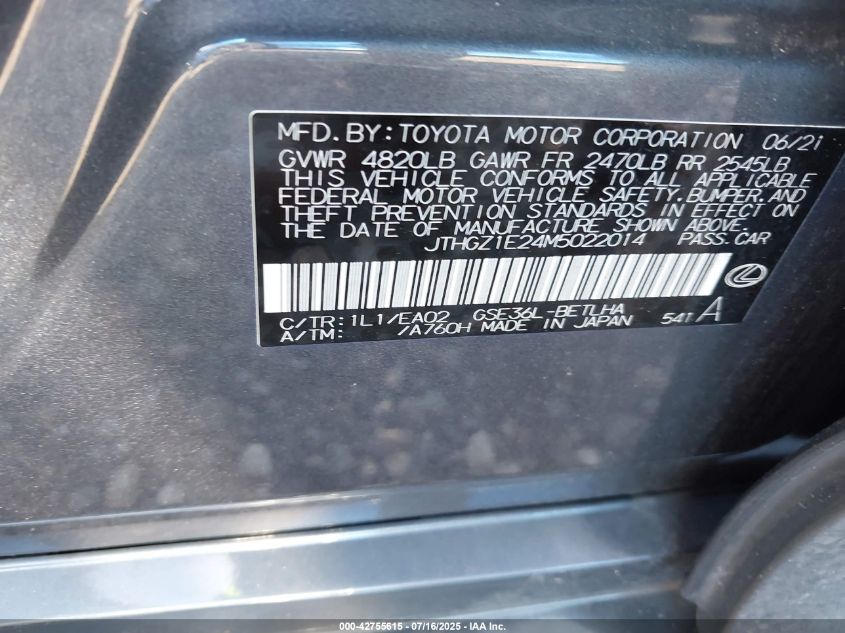 MFD. BY: TOYOTA MOTOR CORPORATION 06/21
GVWR 4820LB GAWR FR 2470LB RR 2545LB
THIS VEHICLE CONFORMS TO ALL APPLICABLE
FEDERAL MOTOR VEHICLE SAFETY, BUMPER, AND
THEFT PREVENTION STANDARDS IN EFFECT ON
THE DATE OF MANUFACTURE SHOWN ABOVE.
JTHGZ1E24M5022014 PASS. CAR
C/TR: 1L1/EA02 GSE36L-BETLHA
A/TM: /A760H MADE IN JAPAN 541 A
000-42755615 - 07/16/2025 - IAA Inc.